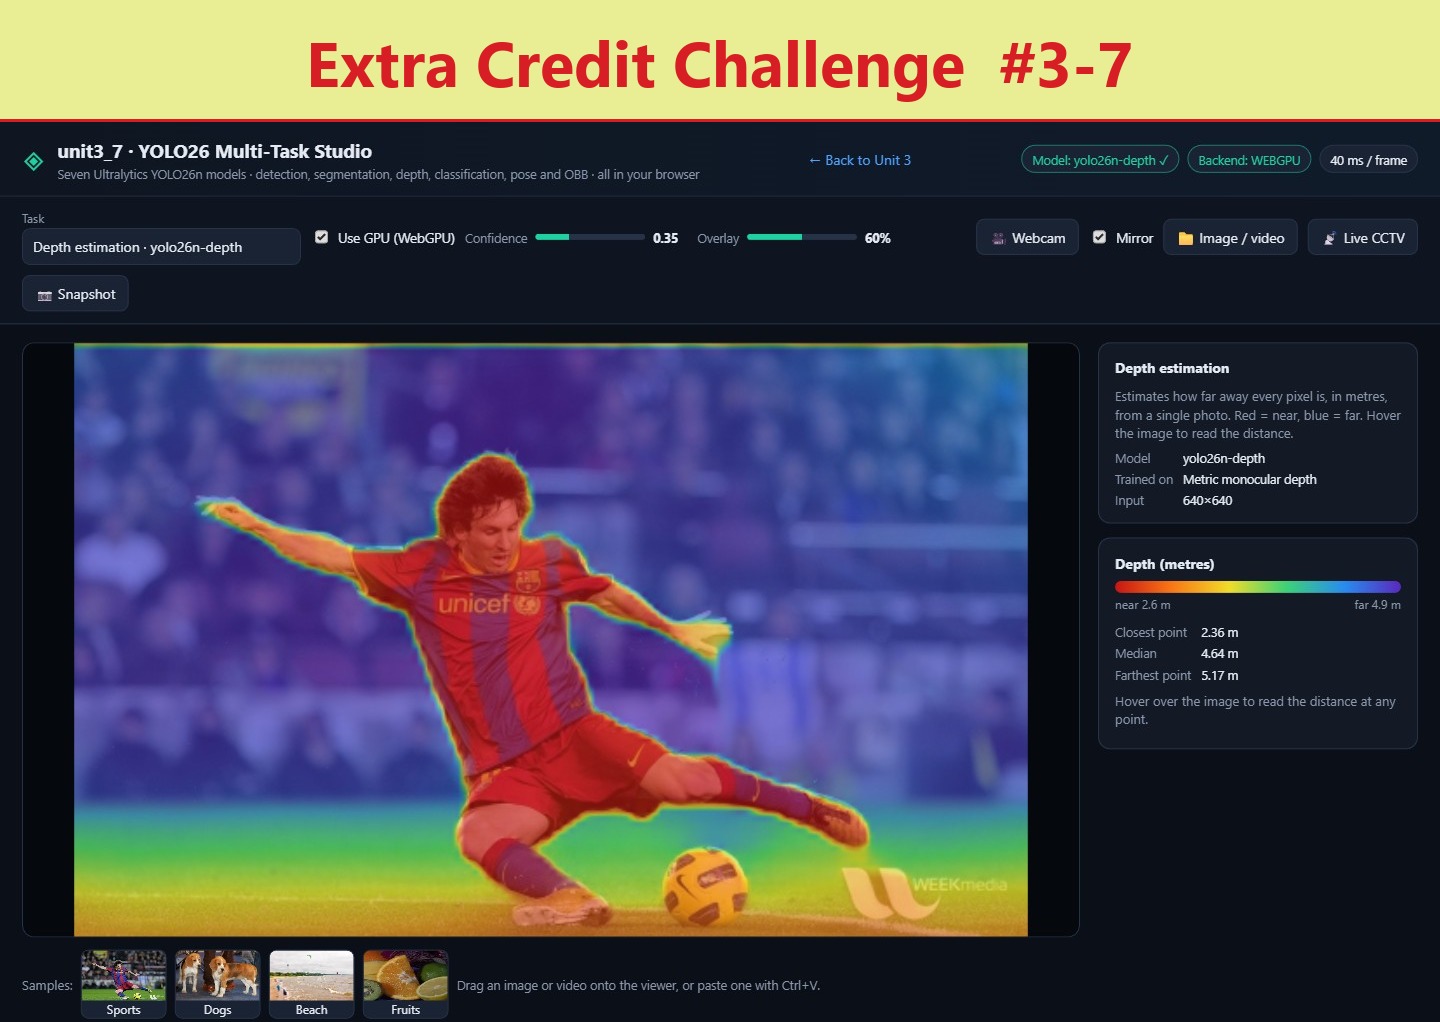 Extra Credit Challenge #3-7
unit3_7 · YOLO26 Multi-Task Studio
Seven Ultralytics YOLO26n models · detection, segmentation, depth, classification, pose and OBB · all in your browser
← Back to Unit 3
Model: yolo26n-depth ✓
Backend: WEBGPU
40 ms / frame
Task
Depth estimation · yolo26n-depth
Use GPU (WebGPU)
Confidence
0.35
Overlay
60%
Webcam
Mirror
Image / video
Live CCTV
Snapshot
unicef
WEEKmedia
Depth estimation
Estimates how far away every pixel is, in metres,
from a single photo. Red = near, blue = far. Hover
the image to read the distance.
Model yolo26n-depth
Trained on Metric monocular depth
Input 640×640
Depth (metres)
near 2.6 m far 4.9 m
Closest point 2.36 m
Median 4.64 m
Farthest point 5.17 m
Hover over the image to read the distance at any
point.
Samples:
Sports
Dogs
Beach
Fruits
Drag an image or video onto the viewer, or paste one with Ctrl+V.